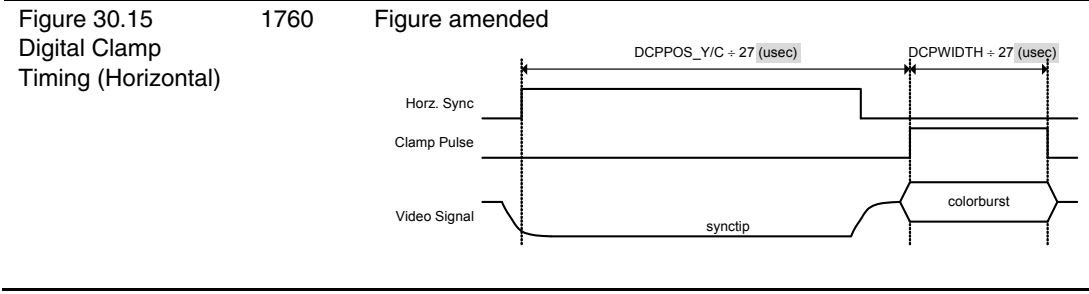 Figure 30.15 1760 Figure amended
Digital Clamp
Timing (Horizontal)
DCPPOS_Y/C ÷ 27 (usec) DCPWIDTH ÷ 27 (usec)
Horz. Sync
Clamp Pulse
Video Signal
colorburst
synctip